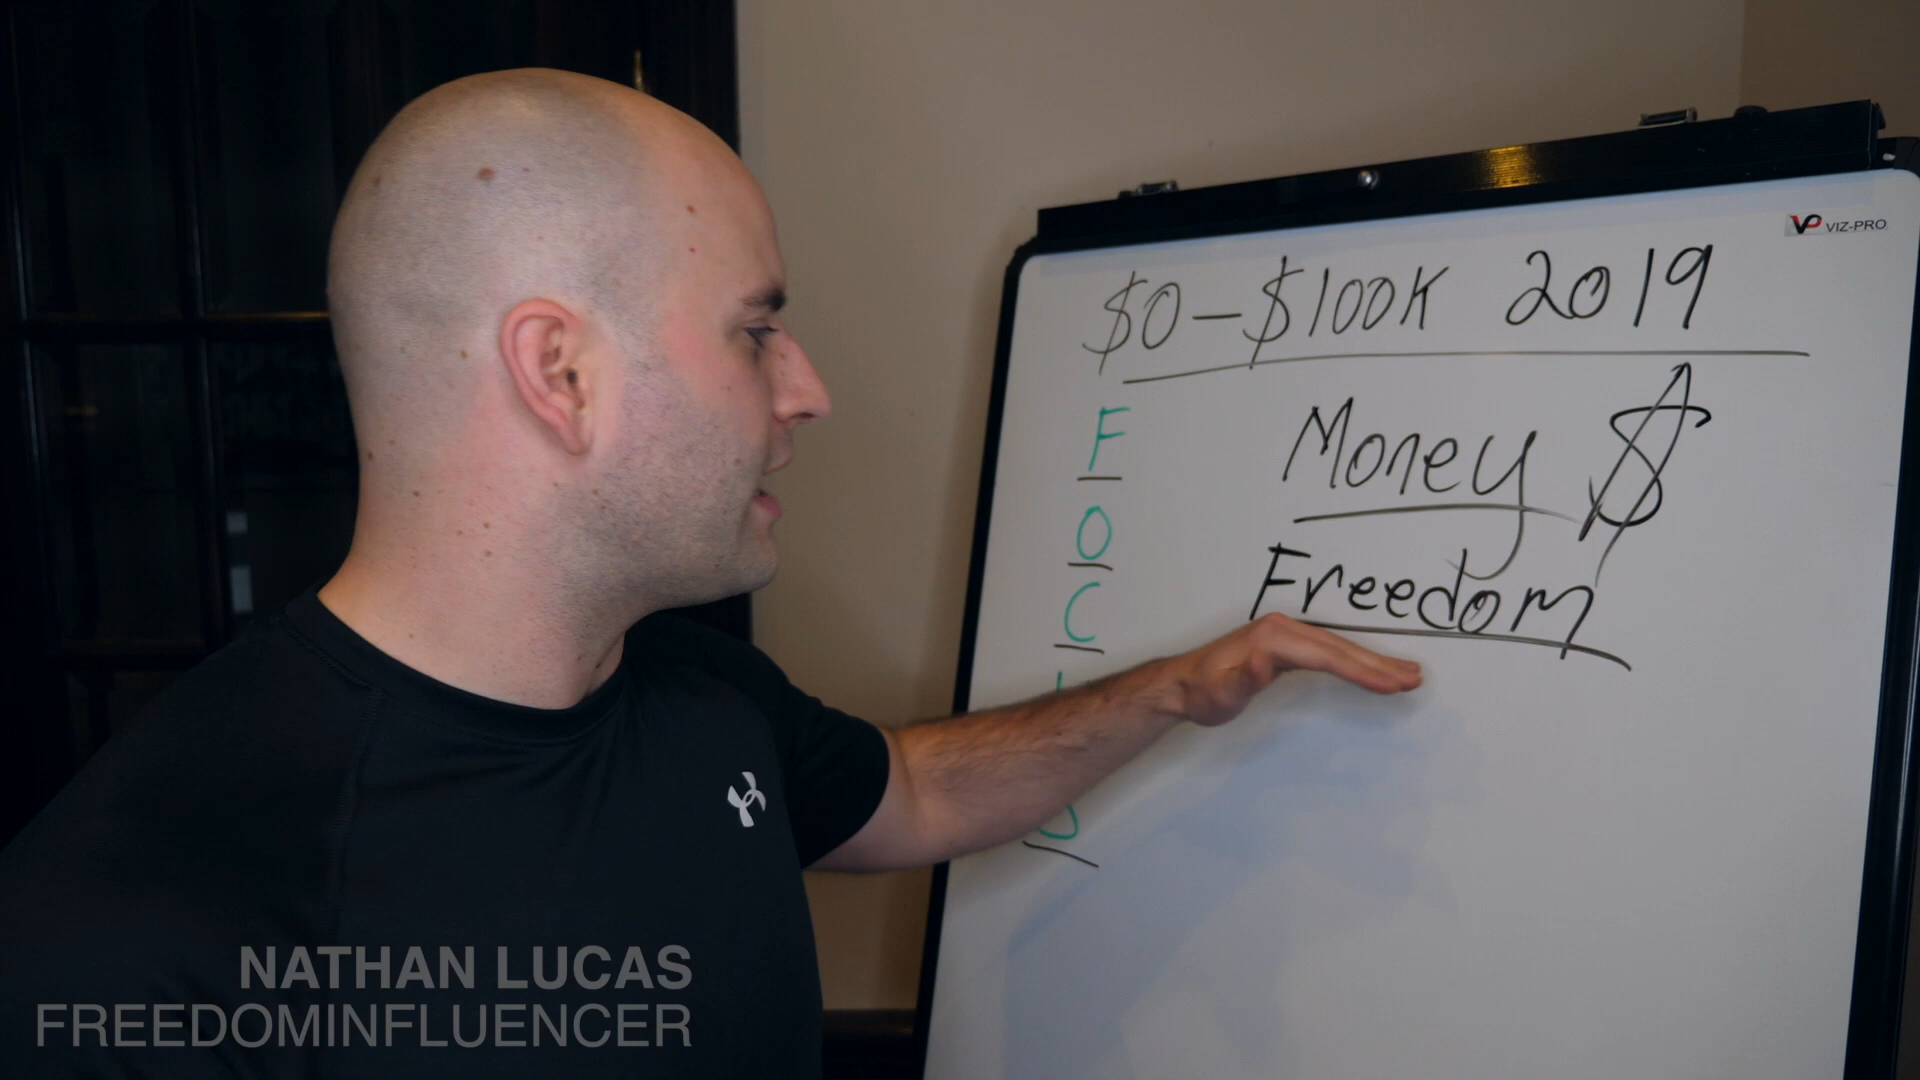 VP VIZ-PRO
$0-$100K 2019
F
Money $
O
Freedom
C
NATHAN LUCAS
FREEDOMINFLUENCER